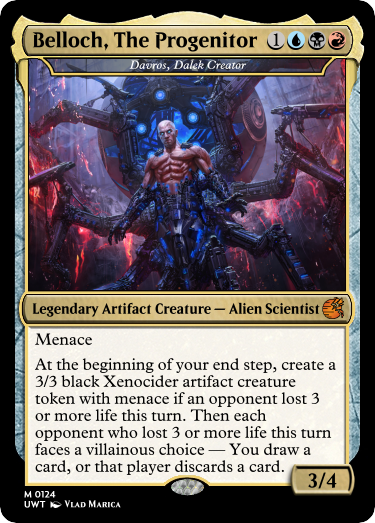 Belloch, The Progenitor 1
Davros, Dalek Creator
Legendary Artifact Creature — Alien Scientist
Menace
At the beginning of your end step, create a
3/3 black Xenocider artifact creature
token with menace if an opponent lost 3
or more life this turn. Then each
opponent who lost 3 or more life this turn
faces a villainous choice — You draw a
card, or that player discards a card.
3/4
M 0124
UWT VLAD MARICA